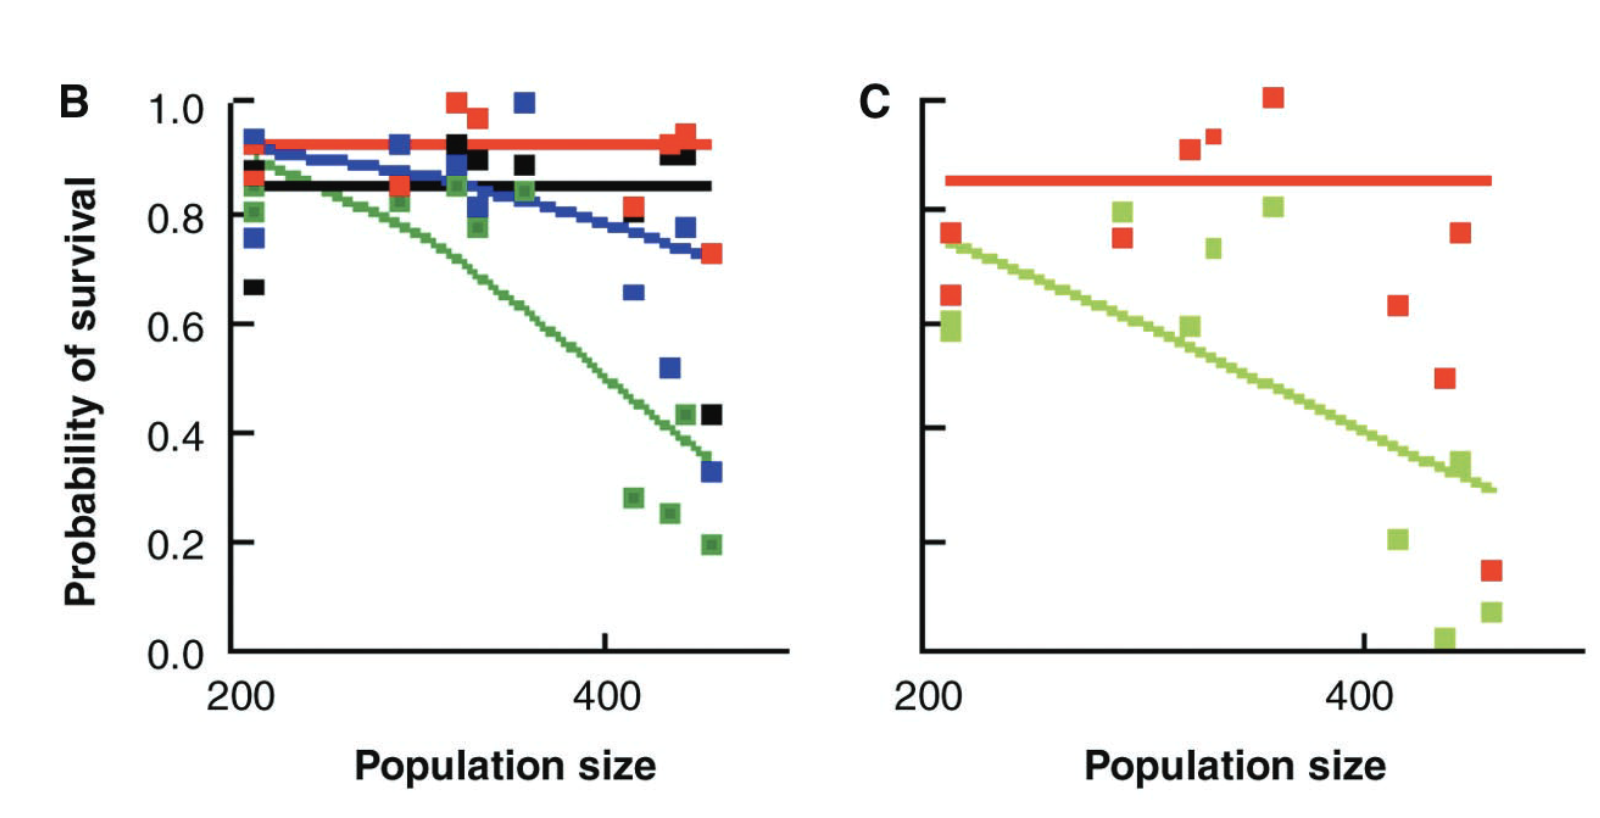 B
Probability of survival
1.0
0.8
0.6
0.4
0.2
0.0
200 400
Population size
C
200 400
Population size